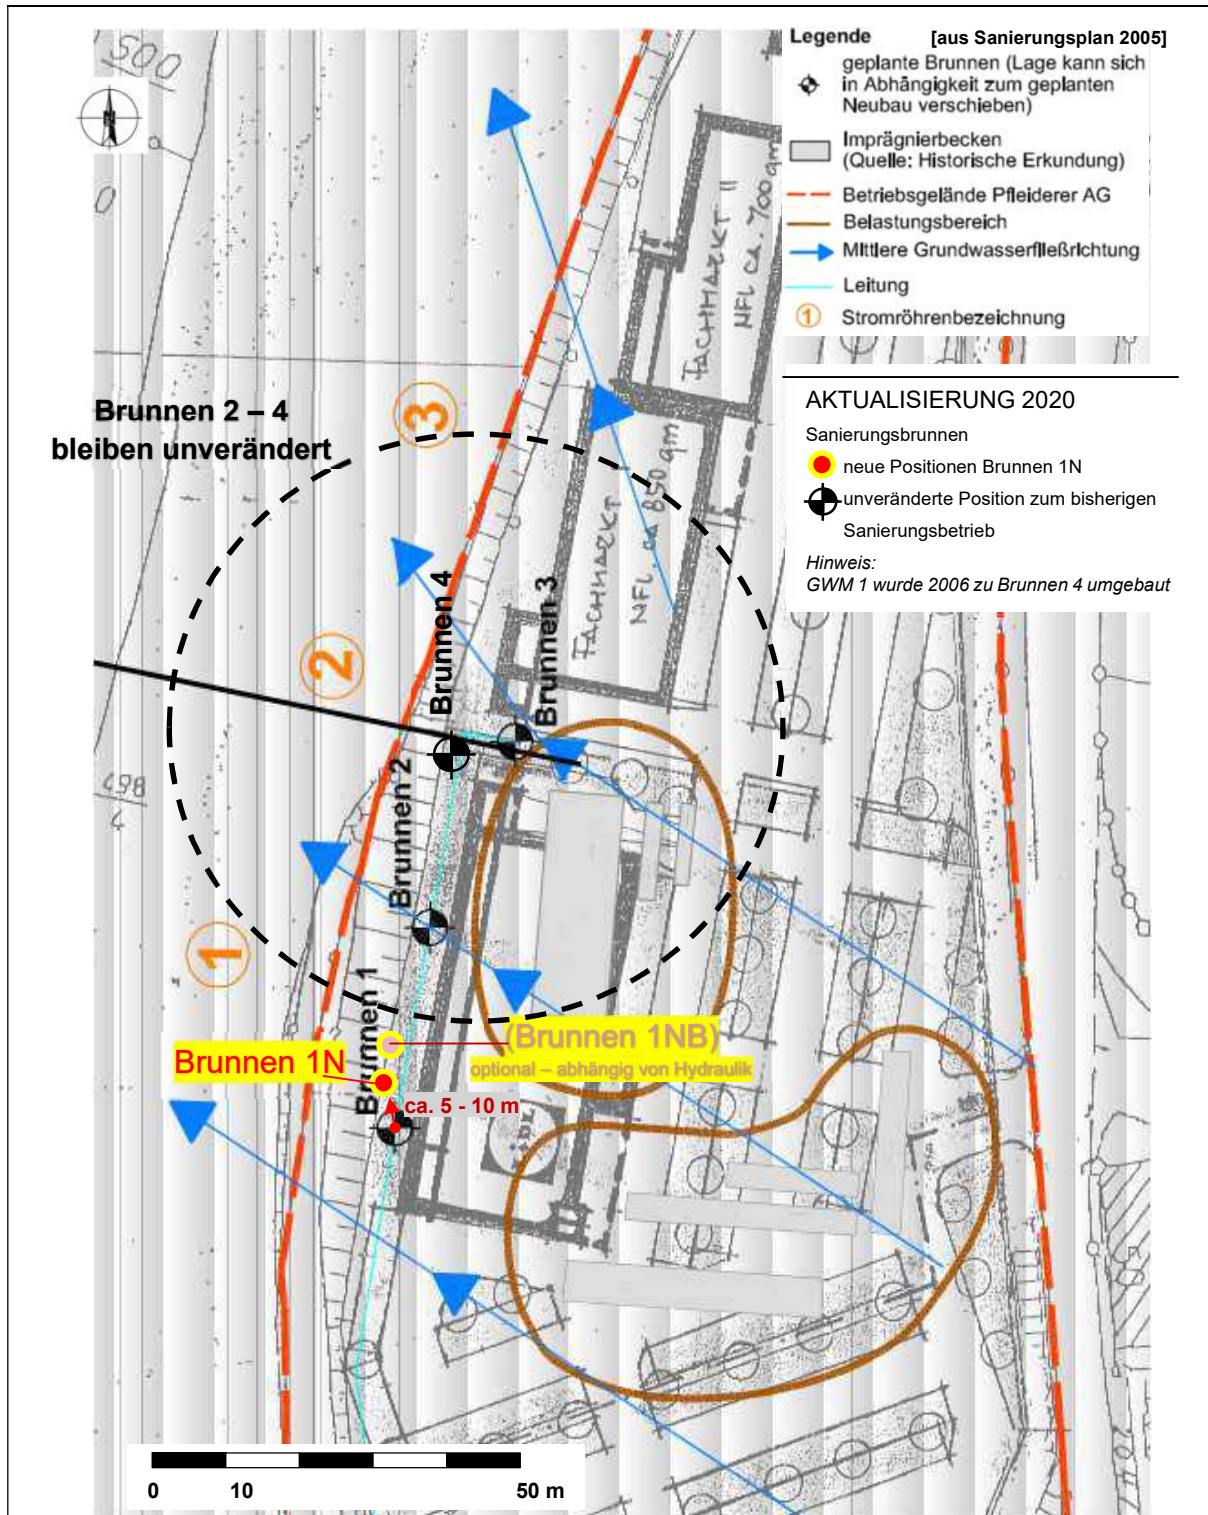 Legende [aus Sanierungsplan 2005]
geplante Brunnen (Lage kann sich
in Abhängigkeit zum geplanten
Neubau verschieben)
Imprägnierbecken
(Quelle: Historische Erkundung)
Betriebsgelände Pfleiderer AG
Belastungsbereich
Mittlere Grundwasserfließrichtung
Leitung
1 Stromröhrenbezeichnung
AKTUALISIERUNG 2020
Sanierungsbrunnen
neue Positionen Brunnen 1N
unveränderte Position zum bisherigen
Sanierungsbetrieb
Hinweis:
GWM 1 wurde 2006 zu Brunnen 4 umgebaut
500
0
N
FACHMARKT II
NFL ca. 700 qm
Brunnen 2 – 4
bleiben unverändert
3
FACHMARKT
NFL ca 850 qm
Brunnen 4
Brunnen 3
2
498
4
Brunnen 2
1
Brunnen 1
(Brunnen 1NB)
optional – abhängig von Hydraulik
Brunnen 1N
ca. 5 - 10 m
0 10 50 m